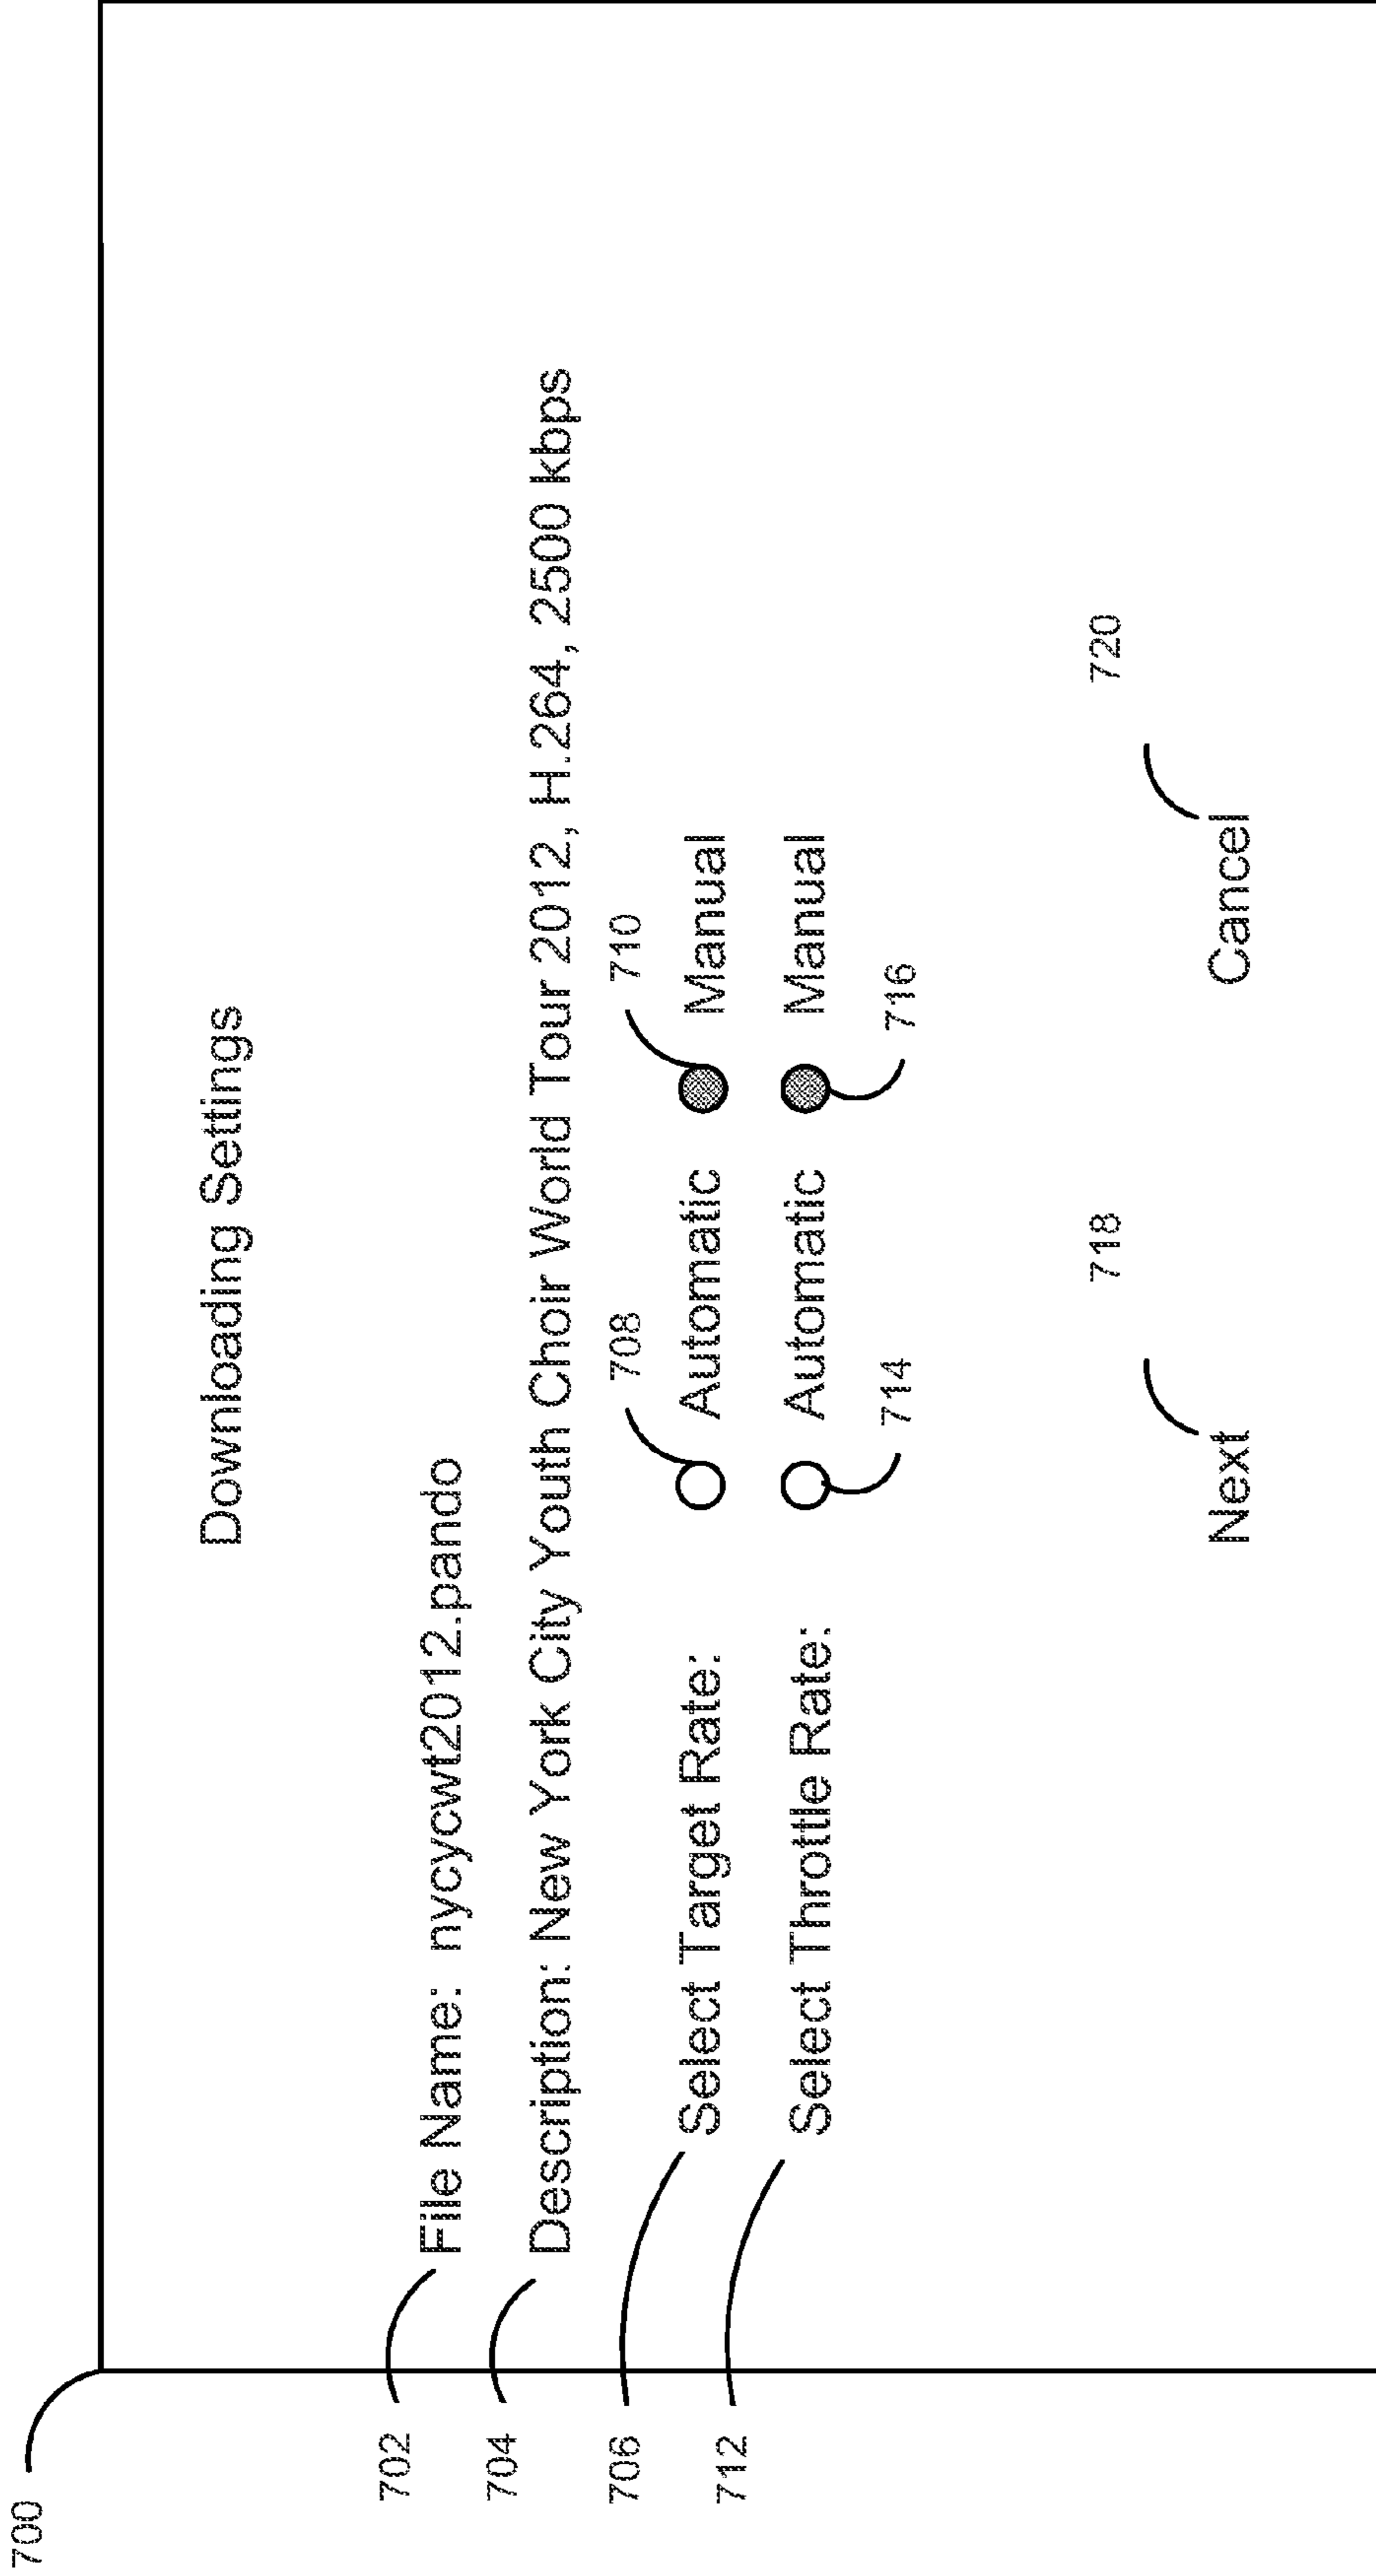 700
Downloading Settings
702
File Name: nycycwt2012.pando
704
Description: New York City Youth Choir World Tour 2012, H.264, 2500 kbps
708 710
706
Select Target Rate: Automatic Manual
712
Select Throttle Rate: Automatic Manual
714 716
718 720
Next Cancel